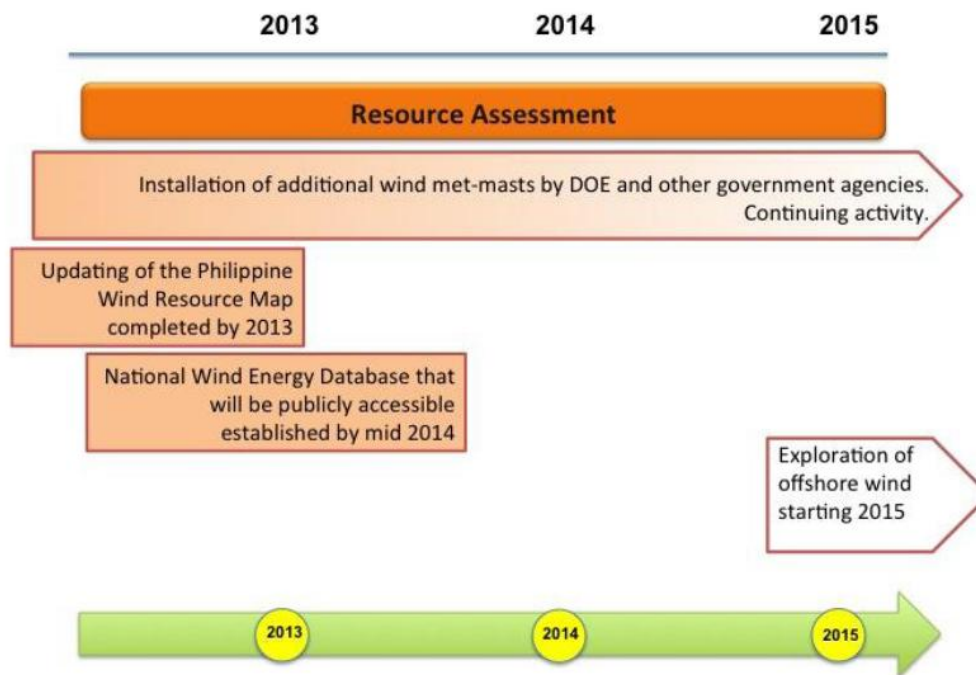 2013 2014 2015
Resource Assessment
Installation of additional wind met-masts by DOE and other government agencies.
Continuing activity.
Updating of the Philippine
Wind Resource Map
completed by 2013
National Wind Energy Database that
will be publicly accessible
established by mid 2014
Exploration of
offshore wind
starting 2015
2013 2014 2015